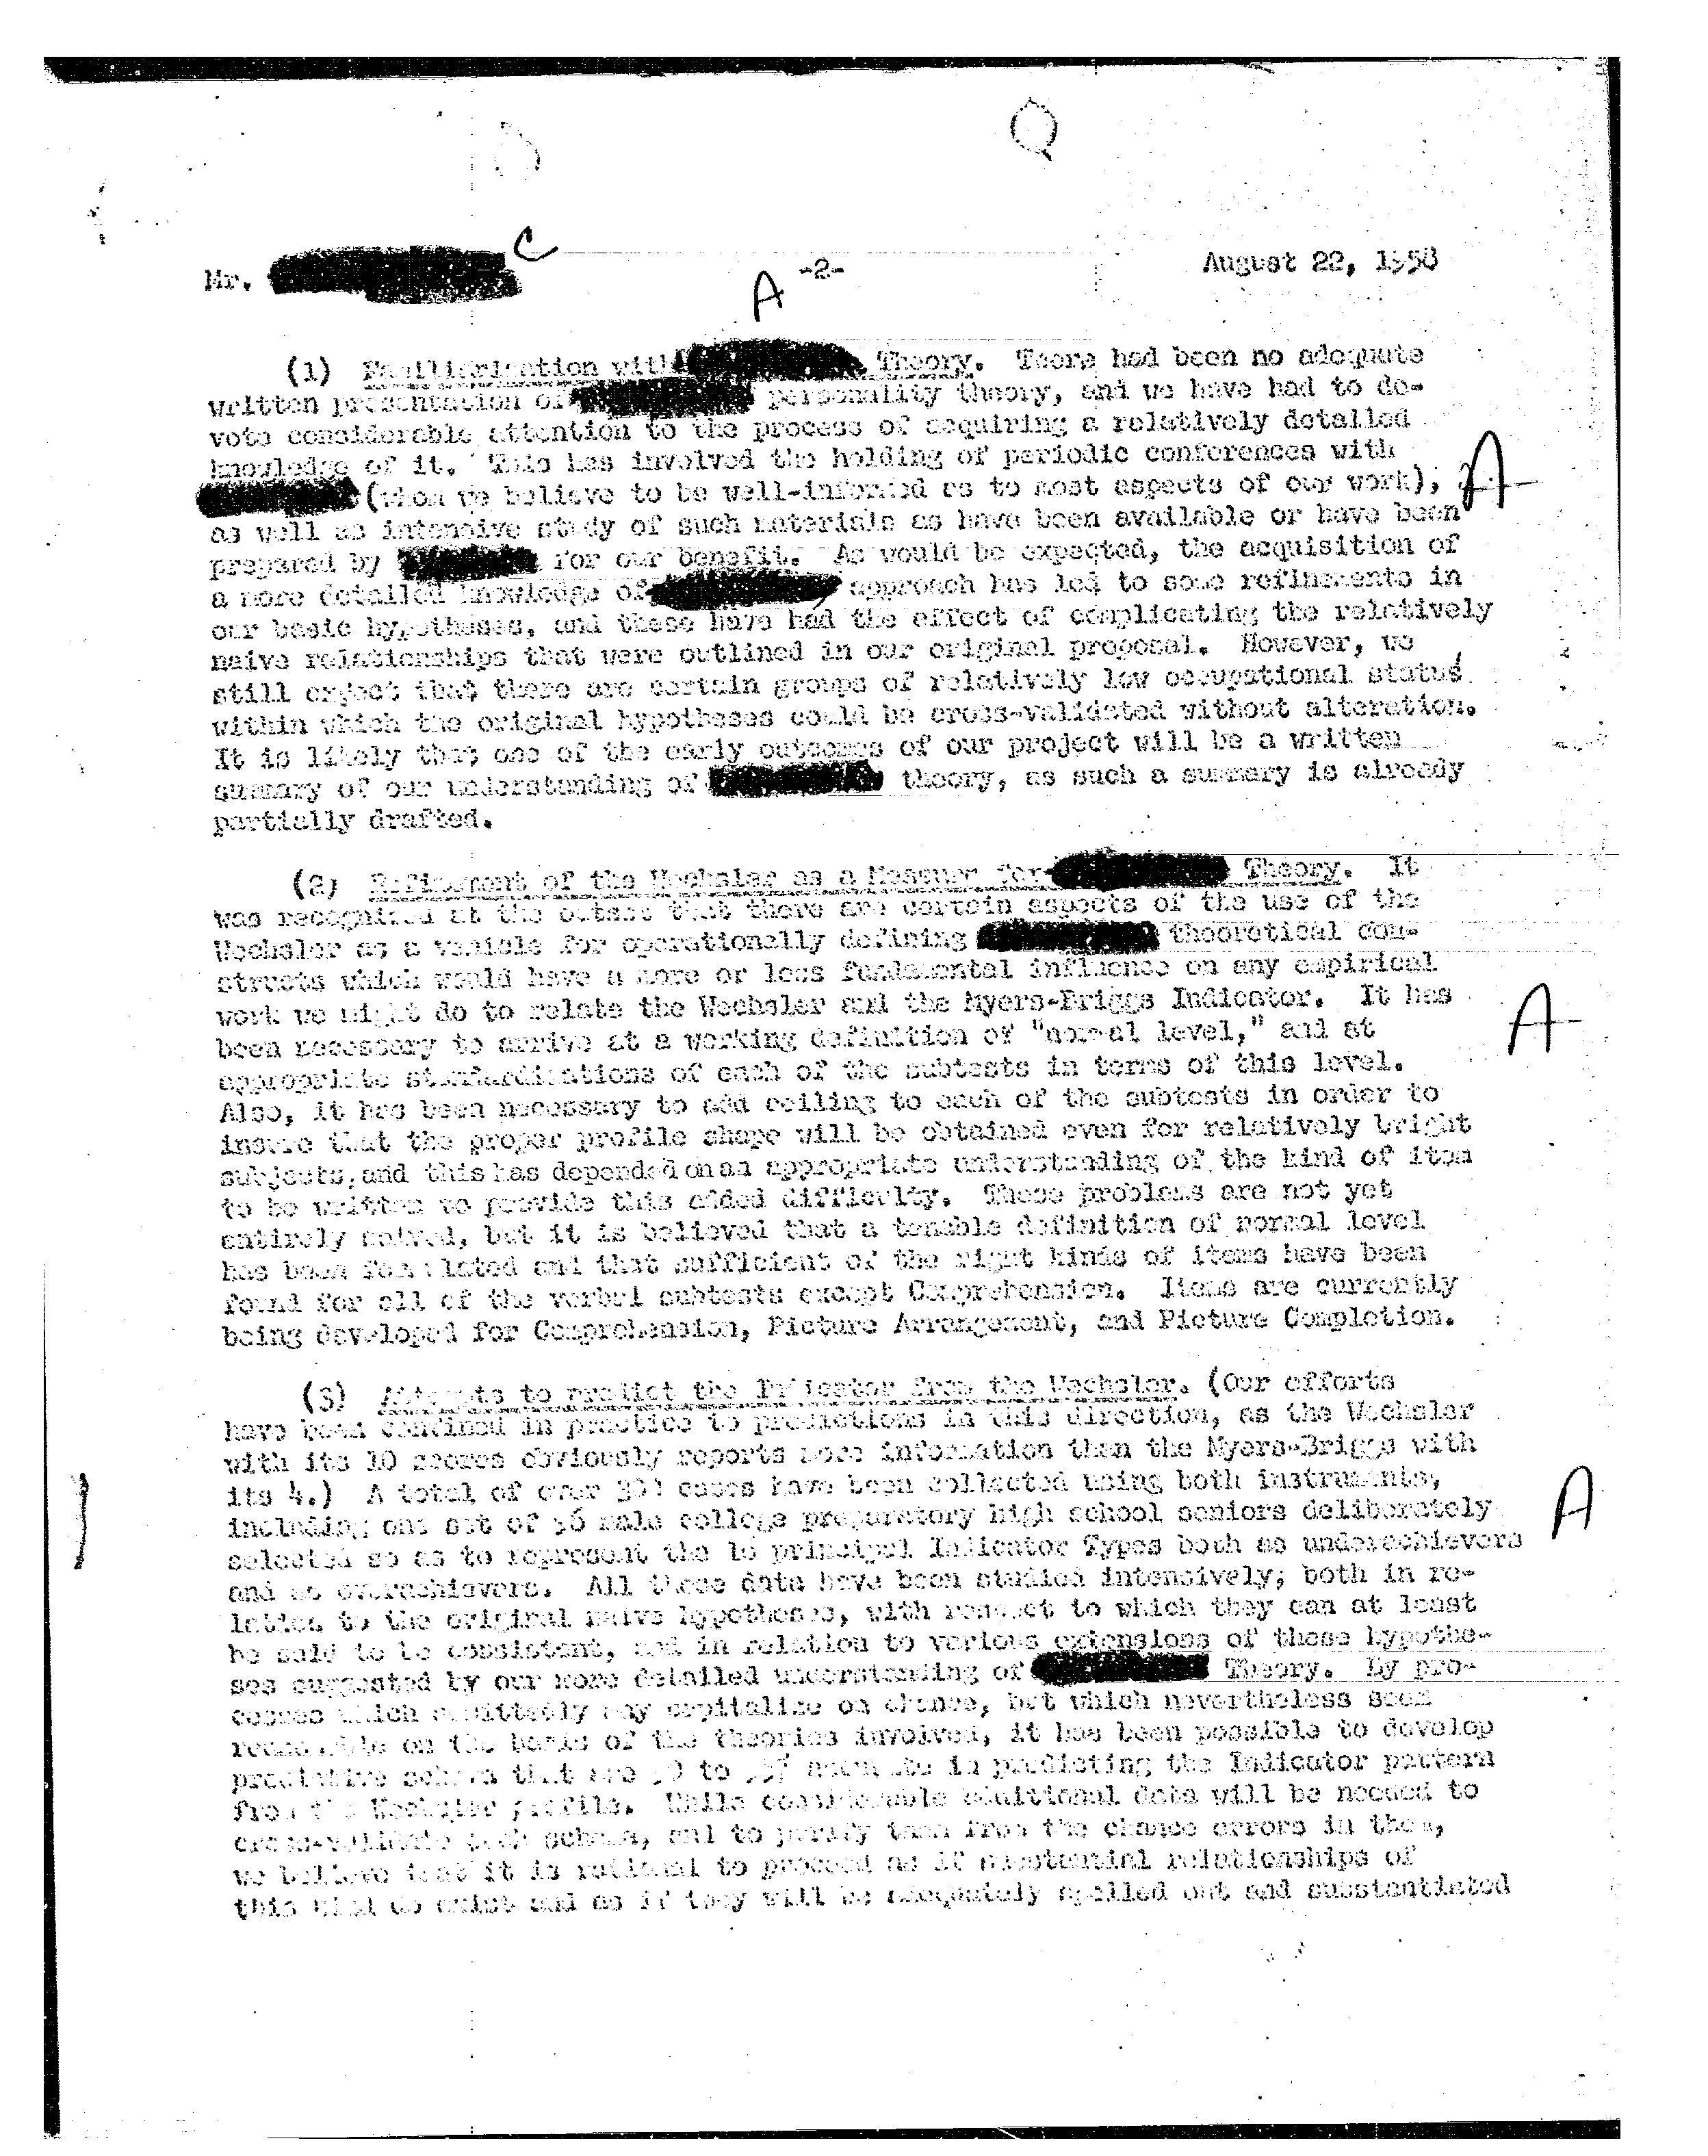 C
Mr.
A
-2-
August 22, 1958
(1) Familiarization with Theory. There had been no adequate
written presentation of personality theory, and we have had to de-
vote considerable attention to the process of acquiring a relatively detailed
knowledge of it. This has involved the holding of periodic conferences with
(whom we believe to be well-informed as to most aspects of our work),
A
as well as intensive study of such materials as have been available or have been
prepared by for our benefit. As would be expected, the acquisition of
a more detailed knowledge of approach has led to some refinements in
our basic hypotheses, and these have had the effect of complicating the relatively
naive relationships that were outlined in our original proposal. However, we
still expect that there are certain groups of relatively low occupational status
within which the original hypotheses could be cross-validated without alteration.
It is likely that one of the early outcomes of our project will be a written
summary of our understanding of theory, as such a summary is already
partially drafted.
(2) Refinement of the Wechsler as a Measure for Theory. It
was recognized at the outset that there are certain aspects of the use of the
Wechsler as a vehicle for operationally defining theoretical con-
structs which would have a more or less fundamental influence on any empirical
work we might do to relate the Wechsler and the Myers-Briggs Indicator. It has
been necessary to arrive at a working definition of "normal level," and at
A
appropriate standardizations of each of the subtests in terms of this level.
Also, it has been necessary to add ceiling to each of the subtests in order to
insure that the proper profile shape will be obtained even for relatively bright
subjects, and this has depended on an appropriate understanding of the kind of item
to be written to provide this added difficulty. These problems are not yet
entirely solved, but it is believed that a tenable definition of normal level
has been formulated and that sufficient of the right kinds of items have been
found for all of the verbal subtests except Comprehension. Items are currently
being developed for Comprehension, Picture Arrangement, and Picture Completion.
(3) Attempts to predict the Indicator from the Wechsler. (Our efforts
have been confined in practice to predictions in this direction, as the Wechsler
with its 10 scores obviously reports more information than the Myers-Briggs with
its 4.) A total of over cases have been collected using both instruments,
A
including one set of male college preparatory high school seniors deliberately
selected so as to represent the 16 principal Indicator Types both as underachievers
and as overachievers. All these data have been studied intensively; both in re-
lation to the original naive hypotheses, with respect to which they can at least
be said to be consistent, and in relation to various extensions of these hypothe-
ses suggested by our more detailed understanding of Theory. By pro-
cesses which admittedly may capitalize on chance, but which nevertheless seem
reasonable on the basis of the theories involved, it has been possible to develop
predictive schema that are to accurate in predicting the Indicator pattern
from the Wechsler profile. While considerable additional data will be needed to
cross-validate such schema, and to purify them from the chance errors in them,
we believe that it is rational to proceed as if substantial relationships of
this kind do exist and as if they will be adequately spelled out and substantiated